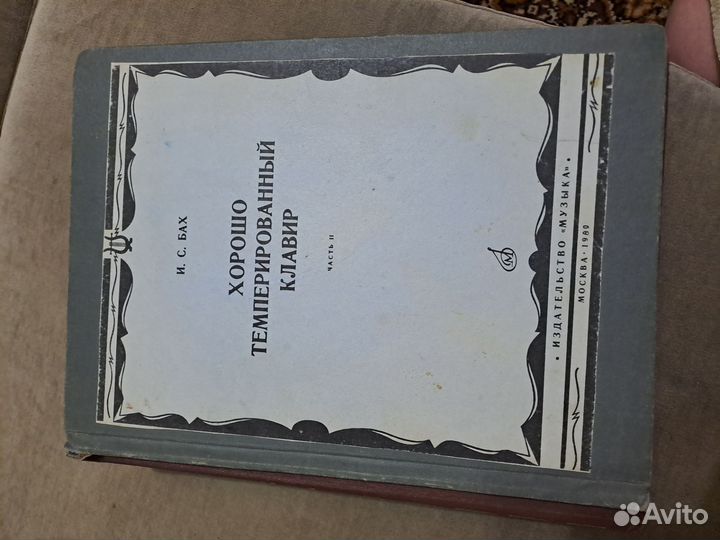 И. С. БАХ
ХОРОШО
ТЕМПЕРИРОВАННЫЙ
КЛАВИР
ЧАСТЬ II
М
• ИЗДАТЕЛЬСТВО «МУЗЫКА» •
МОСКВА • 1980
Avito